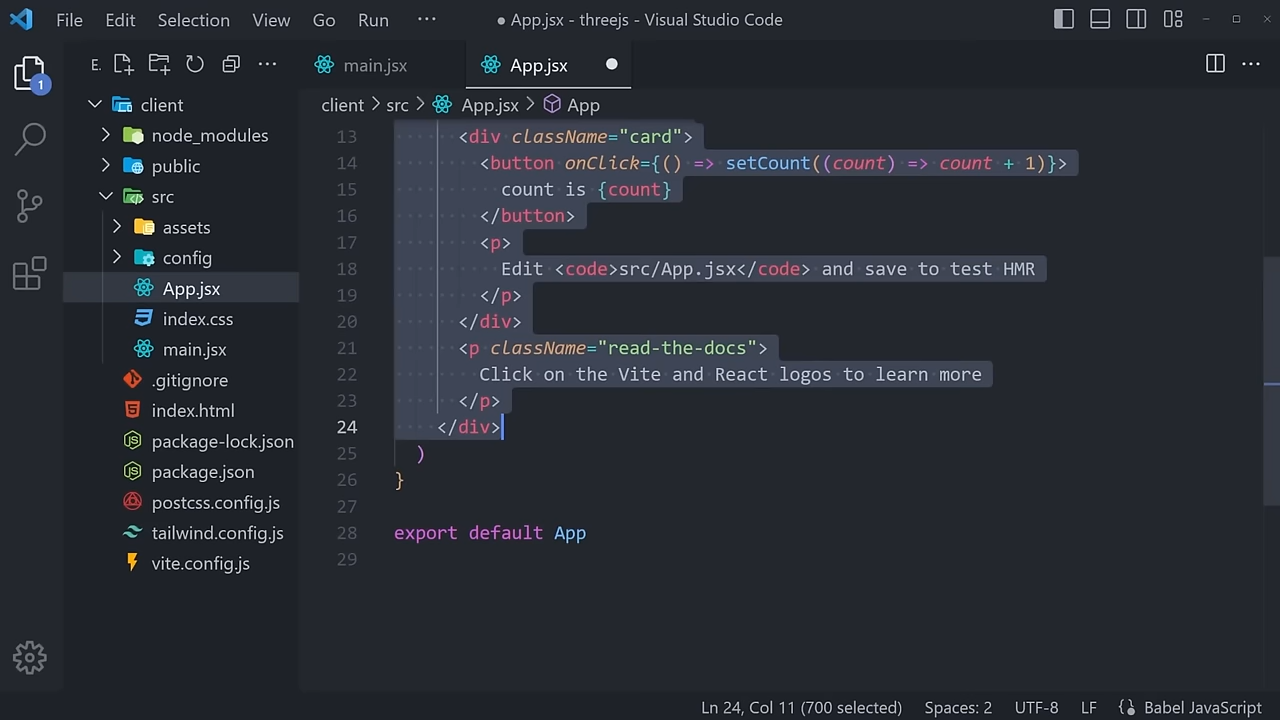 File Edit Selection View Go Run ··· ● App.jsx - threejs - Visual Studio Code
1
E.
client
node_modules
public
src
assets
config
App.jsx
index.css
main.jsx
.gitignore
index.html
package-lock.json
package.json
postcss.config.js
tailwind.config.js
vite.config.js
main.jsx App.jsx
client > src > App.jsx > App
13 <div className="card">
14 <button onClick={() => setCount((count) => count + 1)}>
15 count is {count}
16 </button>
17 <p>
18 Edit <code>src/App.jsx</code> and save to test HMR
19 </p>
20 </div>
21 <p className="read-the-docs">
22 Click on the Vite and React logos to learn more
23 </p>
24 </div>
25 )
26 }
27
28 export default App
29
Ln 24, Col 11 (700 selected) Spaces: 2 UTF-8 LF Babel JavaScript